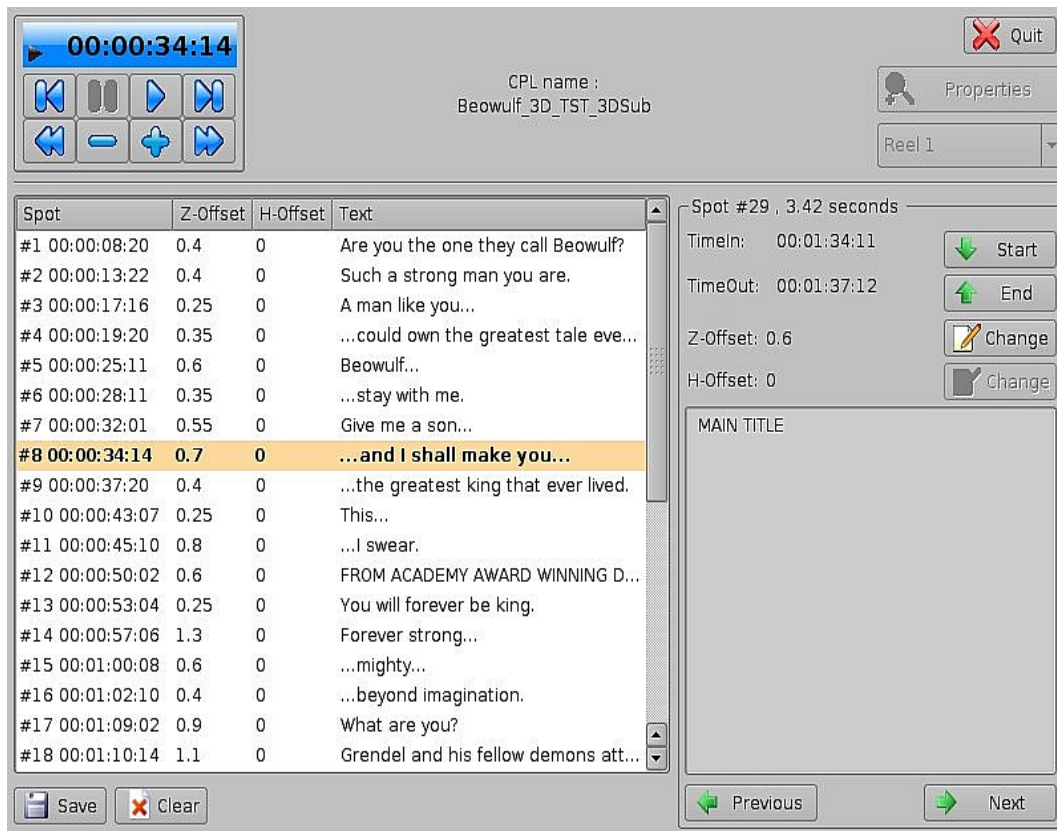 00:00:34:14
Quit
CPL name :
Beowulf_3D_TST_3DSub
Properties
Reel 1
Spot Z-Offset H-Offset Text
#1 00:00:08:20 0.4 0 Are you the one they call Beowulf?
#2 00:00:13:22 0.4 0 Such a strong man you are.
#3 00:00:17:16 0.25 0 A man like you...
#4 00:00:19:20 0.35 0 ...could own the greatest tale eve...
#5 00:00:25:11 0.6 0 Beowulf...
#6 00:00:28:11 0.35 0 ...stay with me.
#7 00:00:32:01 0.55 0 Give me a son...
#8 00:00:34:14 0.7 0 ...and I shall make you...
#9 00:00:37:20 0.4 0 ...the greatest king that ever lived.
#10 00:00:43:07 0.25 0 This...
#11 00:00:45:10 0.8 0 ...I swear.
#12 00:00:50:02 0.6 0 FROM ACADEMY AWARD WINNING D...
#13 00:00:53:04 0.25 0 You will forever be king.
#14 00:00:57:06 1.3 0 Forever strong...
#15 00:01:00:08 0.6 0 ...mighty...
#16 00:01:02:10 0.4 0 ...beyond imagination.
#17 00:01:09:02 0.9 0 What are you?
#18 00:01:10:14 1.1 0 Grendel and his fellow demons att...
Save Clear
Spot #29 , 3.42 seconds
TimeIn: 00:01:34:11 Start
TimeOut: 00:01:37:12 End
Z-Offset: 0.6 Change
H-Offset: 0 Change
MAIN TITLE
Previous Next